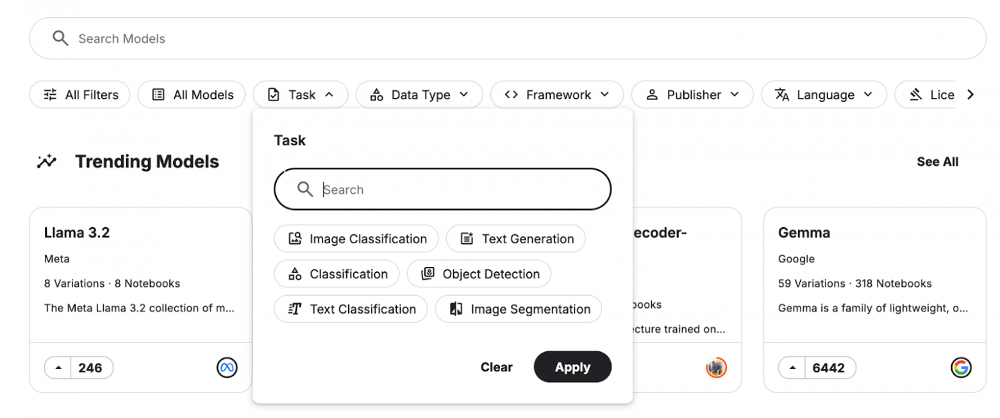 Search Models
All Filters
All Models
Task
Data Type
Framework
Publisher
Language
Lice
Trending Models
See All
Task
Search
Image Classification
Text Generation
Classification
Object Detection
Text Classification
Image Segmentation
Clear
Apply
Llama 3.2
Meta
8 Variations · 8 Notebooks
The Meta Llama 3.2 collection of m...
246
ecoder-
books
ecture trained on...
Gemma
Google
59 Variations · 318 Notebooks
Gemma is a family of lightweight, o...
6442